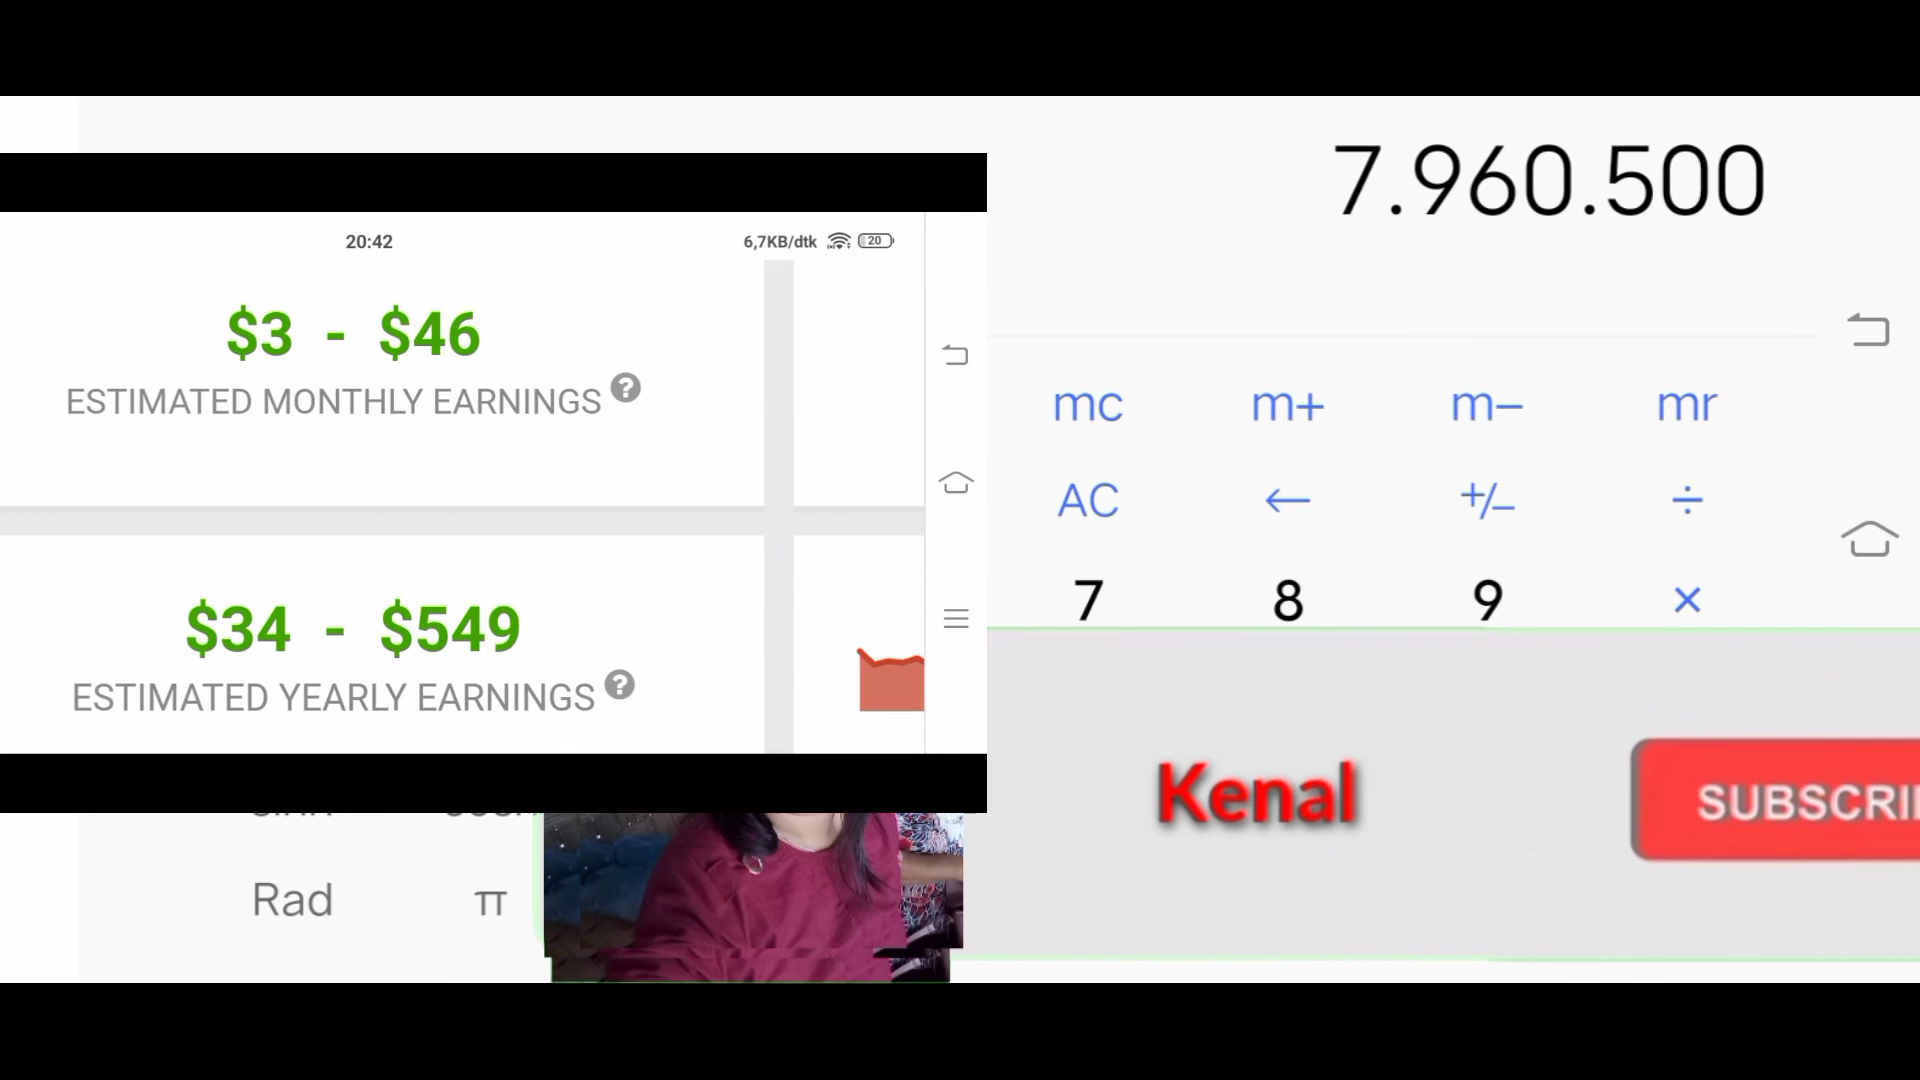 7.960.500
20:42
6,7KB/dtk
20
$3 - $46
ESTIMATED MONTHLY EARNINGS ?
$34 - $549
ESTIMATED YEARLY EARNINGS ?
mc m+ m– mr
AC ← +/– ÷
7 8 9 ×
Kenal
Rad π